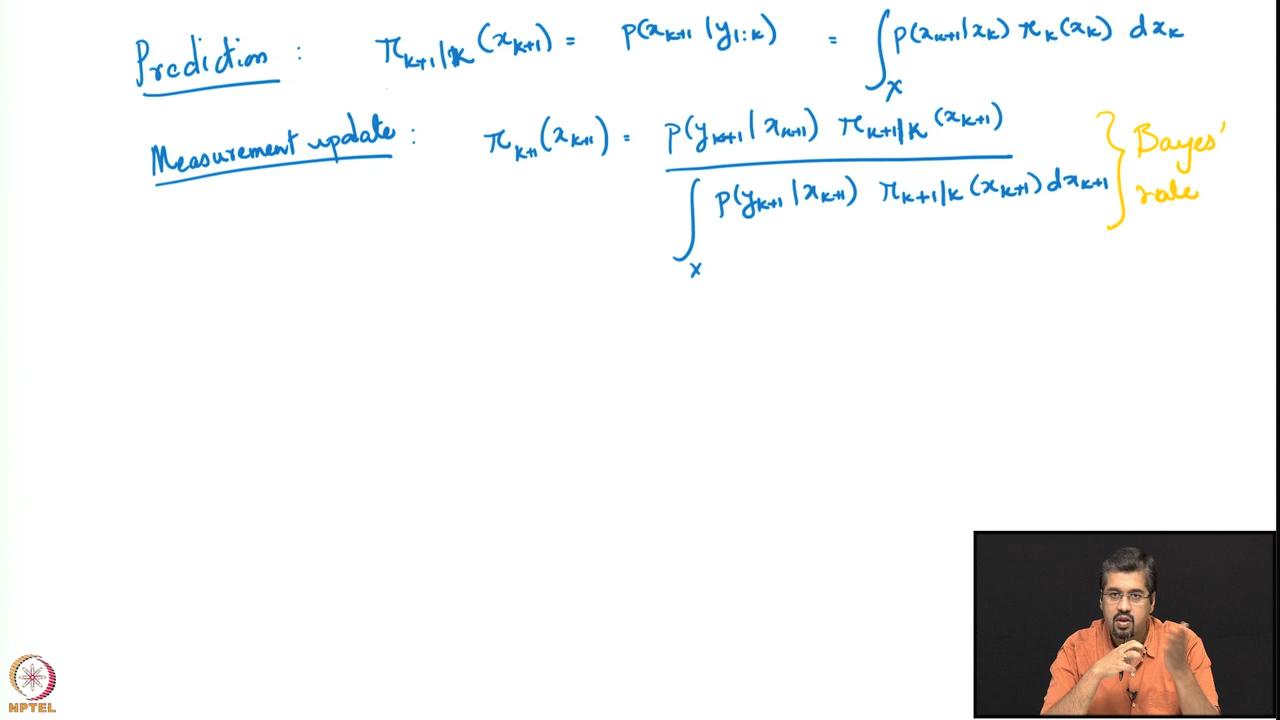 Prediction : π_{k+1|k}(x_{k+1}) = p(x_{k+1} | y_{1:k}) = ∫_X p(x_{k+1} | x_k) π_k(x_k) dx_k
Measurement update : π_{k+1}(x_{k+1}) = p(y_{k+1} | x_{k+1}) π_{k+1|k}(x_{k+1})
∫_X p(y_{k+1} | x_{k+1}) π_{k+1|k}(x_{k+1}) dx_{k+1}
} Bayes'
rule
NPTEL